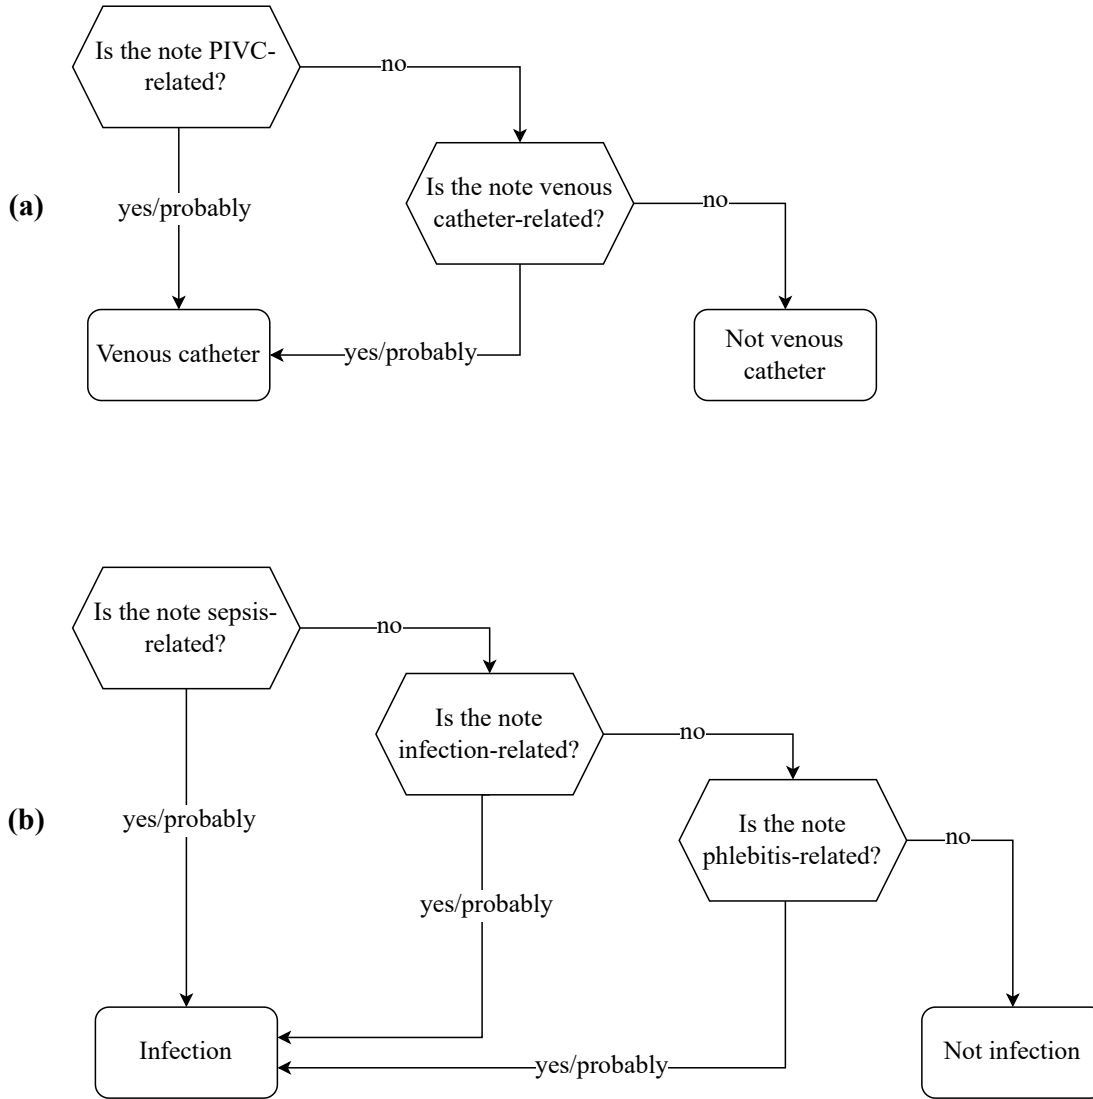 Is the note PIVC-
related?
no
Is the note venous
catheter-related?
no
(a)
yes/probably
Venous catheter
yes/probably
Not venous
catheter
Is the note sepsis-
related?
no
Is the note
infection-related?
no
Is the note
phlebitis-related?
no
(b)
yes/probably
yes/probably
Infection
yes/probably
Not infection